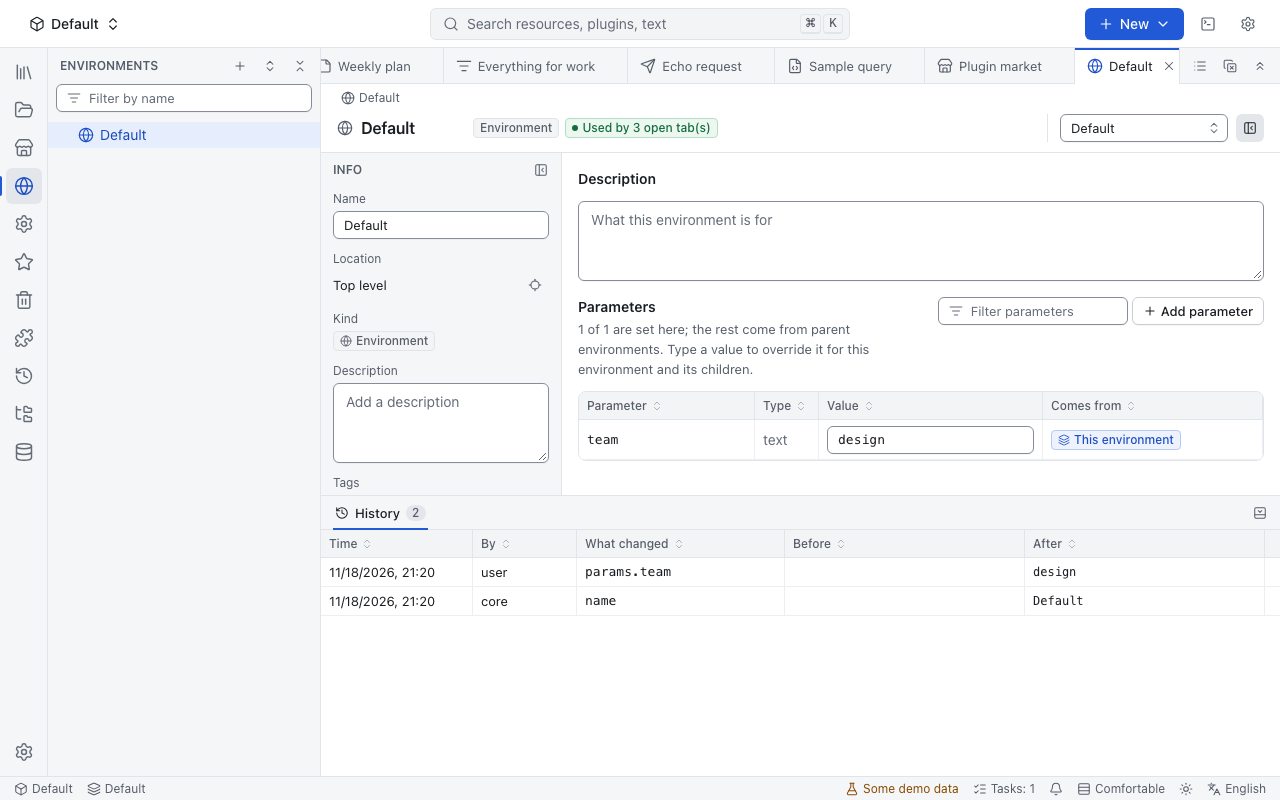 Default
Search resources, plugins, text
⌘ K
New
ENVIRONMENTS
Filter by name
Default
Weekly plan
Everything for work
Echo request
Sample query
Plugin market
Default
Default
Default
Environment
Used by 3 open tab(s)
Default
INFO
Name
Default
Location
Top level
Kind
Environment
Description
Add a description
Tags
Description
What this environment is for
Parameters
1 of 1 are set here; the rest come from parent
environments. Type a value to override it for this
environment and its children.
Filter parameters
Add parameter
Parameter Type Value Comes from
team text design This environment
History 2
Time By What changed Before After
11/18/2026, 21:20 user params.team design
11/18/2026, 21:20 core name Default
Default Default Some demo data Tasks: 1 Comfortable English